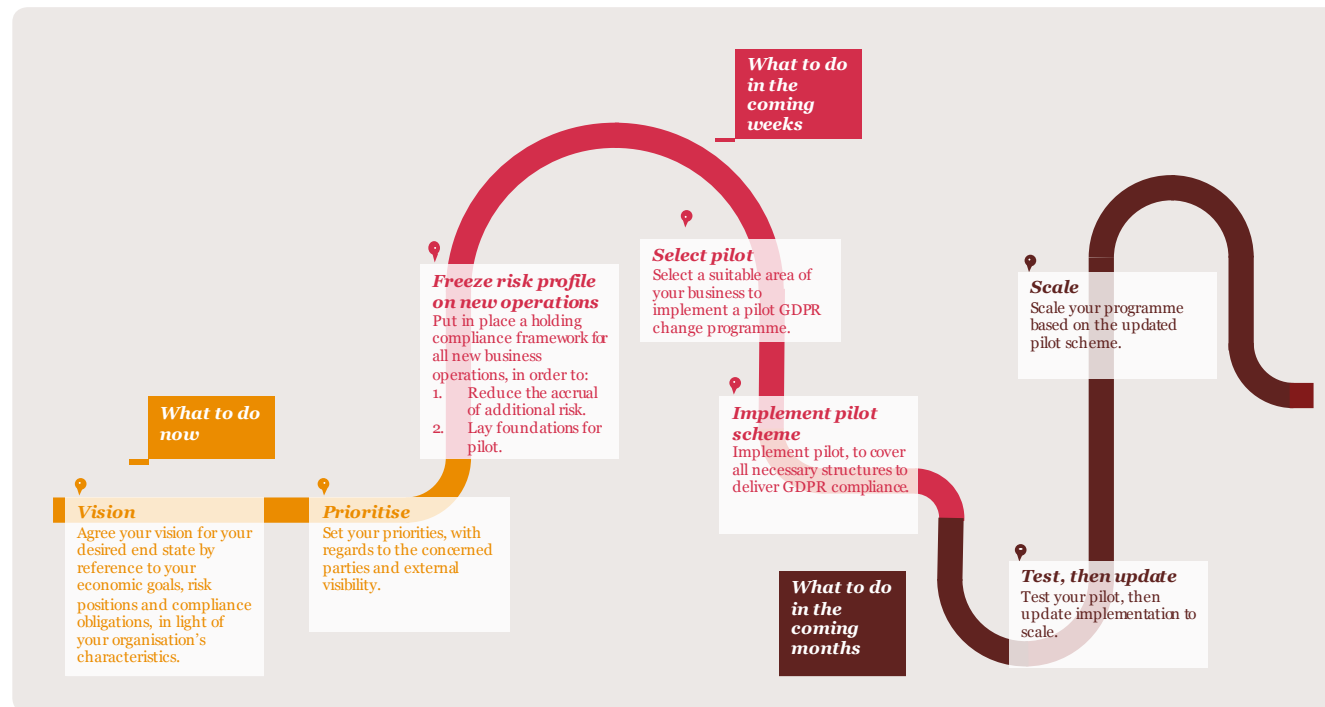 What to do
now
Vision
Agree your vision for your
desired end state by
reference to your
economic goals, risk
positions and compliance
obligations, in light of
your organisation's
characteristics.
Prioritise
Set your priorities, with
regards to the concerned
parties and external
visibility.
What to do
in the
coming
weeks
Freeze risk profile
on new operations
Put in place a holding
compliance framework for
all new business
operations, in order to:
1. Reduce the accrual
of additional risk.
2. Lay foundations for
pilot.
Select pilot
Select a suitable area of
your business to
implement a pilot GDPR
change programme.
Implement pilot
scheme
Implement pilot, to cover
all necessary structures to
deliver GDPR compliance.
What to do
in the
coming
months
Test, then update
Test your pilot, then
update implementation to
scale.
Scale
Scale your programme
based on the updated
pilot scheme.